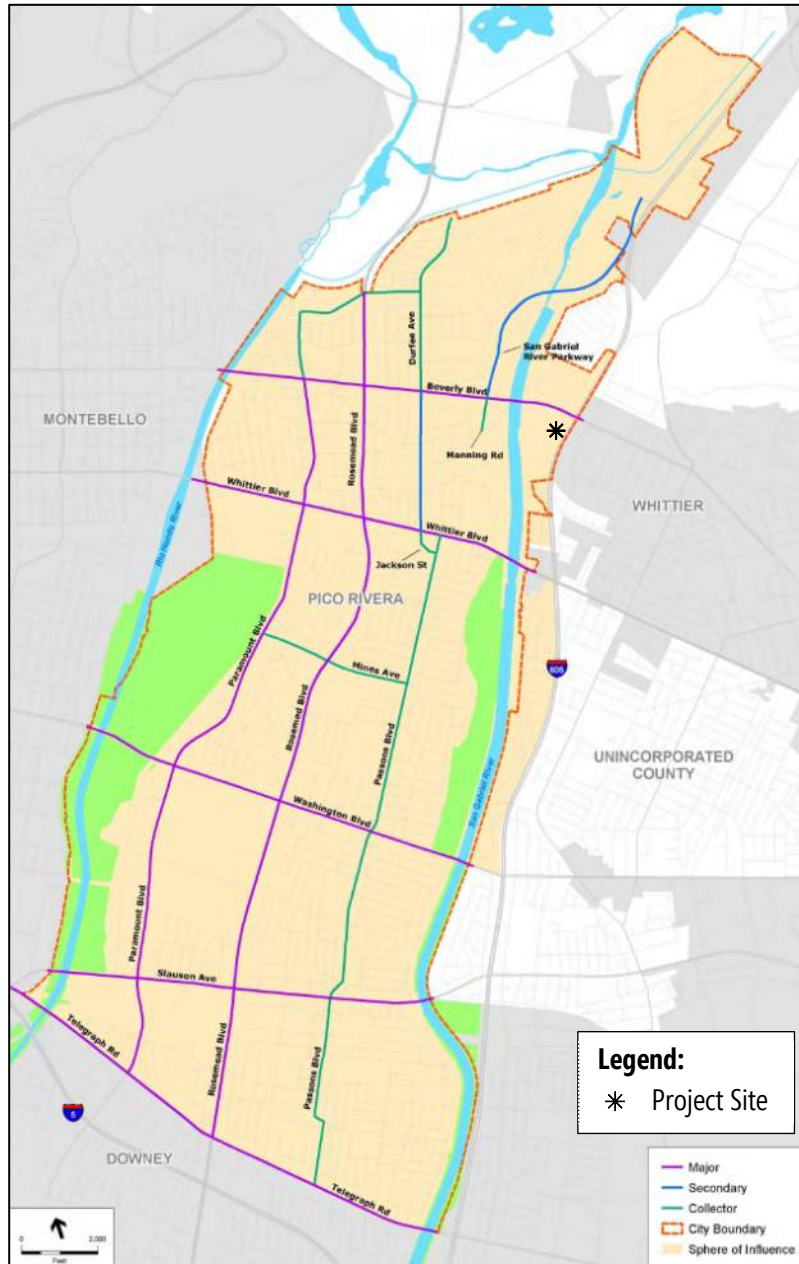 Durfee Ave
San Gabriel
River Parkway
Beverly Blvd
MONTEBELLO
Rosemead Blvd
Manning Rd
Whittier Blvd
WHITTIER
Rio Hondo River
Whittier Blvd
Jackson St
PICO RIVERA
Paramount Blvd
Mines Ave
605
Rosemed Blvd
Passons Blvd
UNINCORPORATED
COUNTY
San Gabriel River
Washington Blvd
Paramount Blvd
Slauson Ave
Telegraph Rd
Rosemead Blvd
Passons Blvd
Legend:
Project Site
5
DOWNEY
Telegraph Rd
Major
Secondary
Collector
City Boundary
Sphere of Influence
0 2,000
Feet